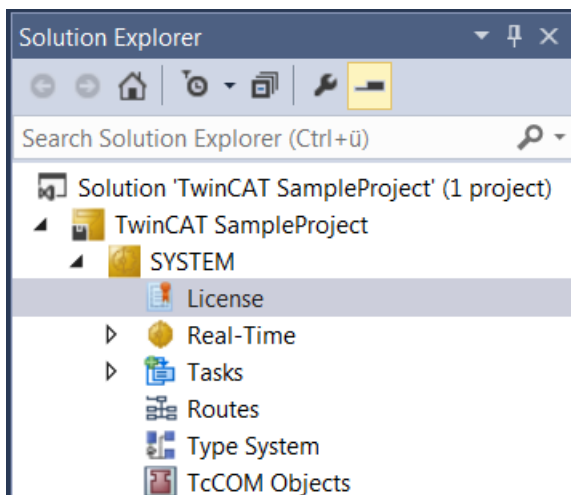 Solution Explorer
Search Solution Explorer (Ctrl+ü)
Solution 'TwinCAT SampleProject' (1 project)
TwinCAT SampleProject
SYSTEM
License
Real-Time
Tasks
Routes
Type System
TcCOM Objects